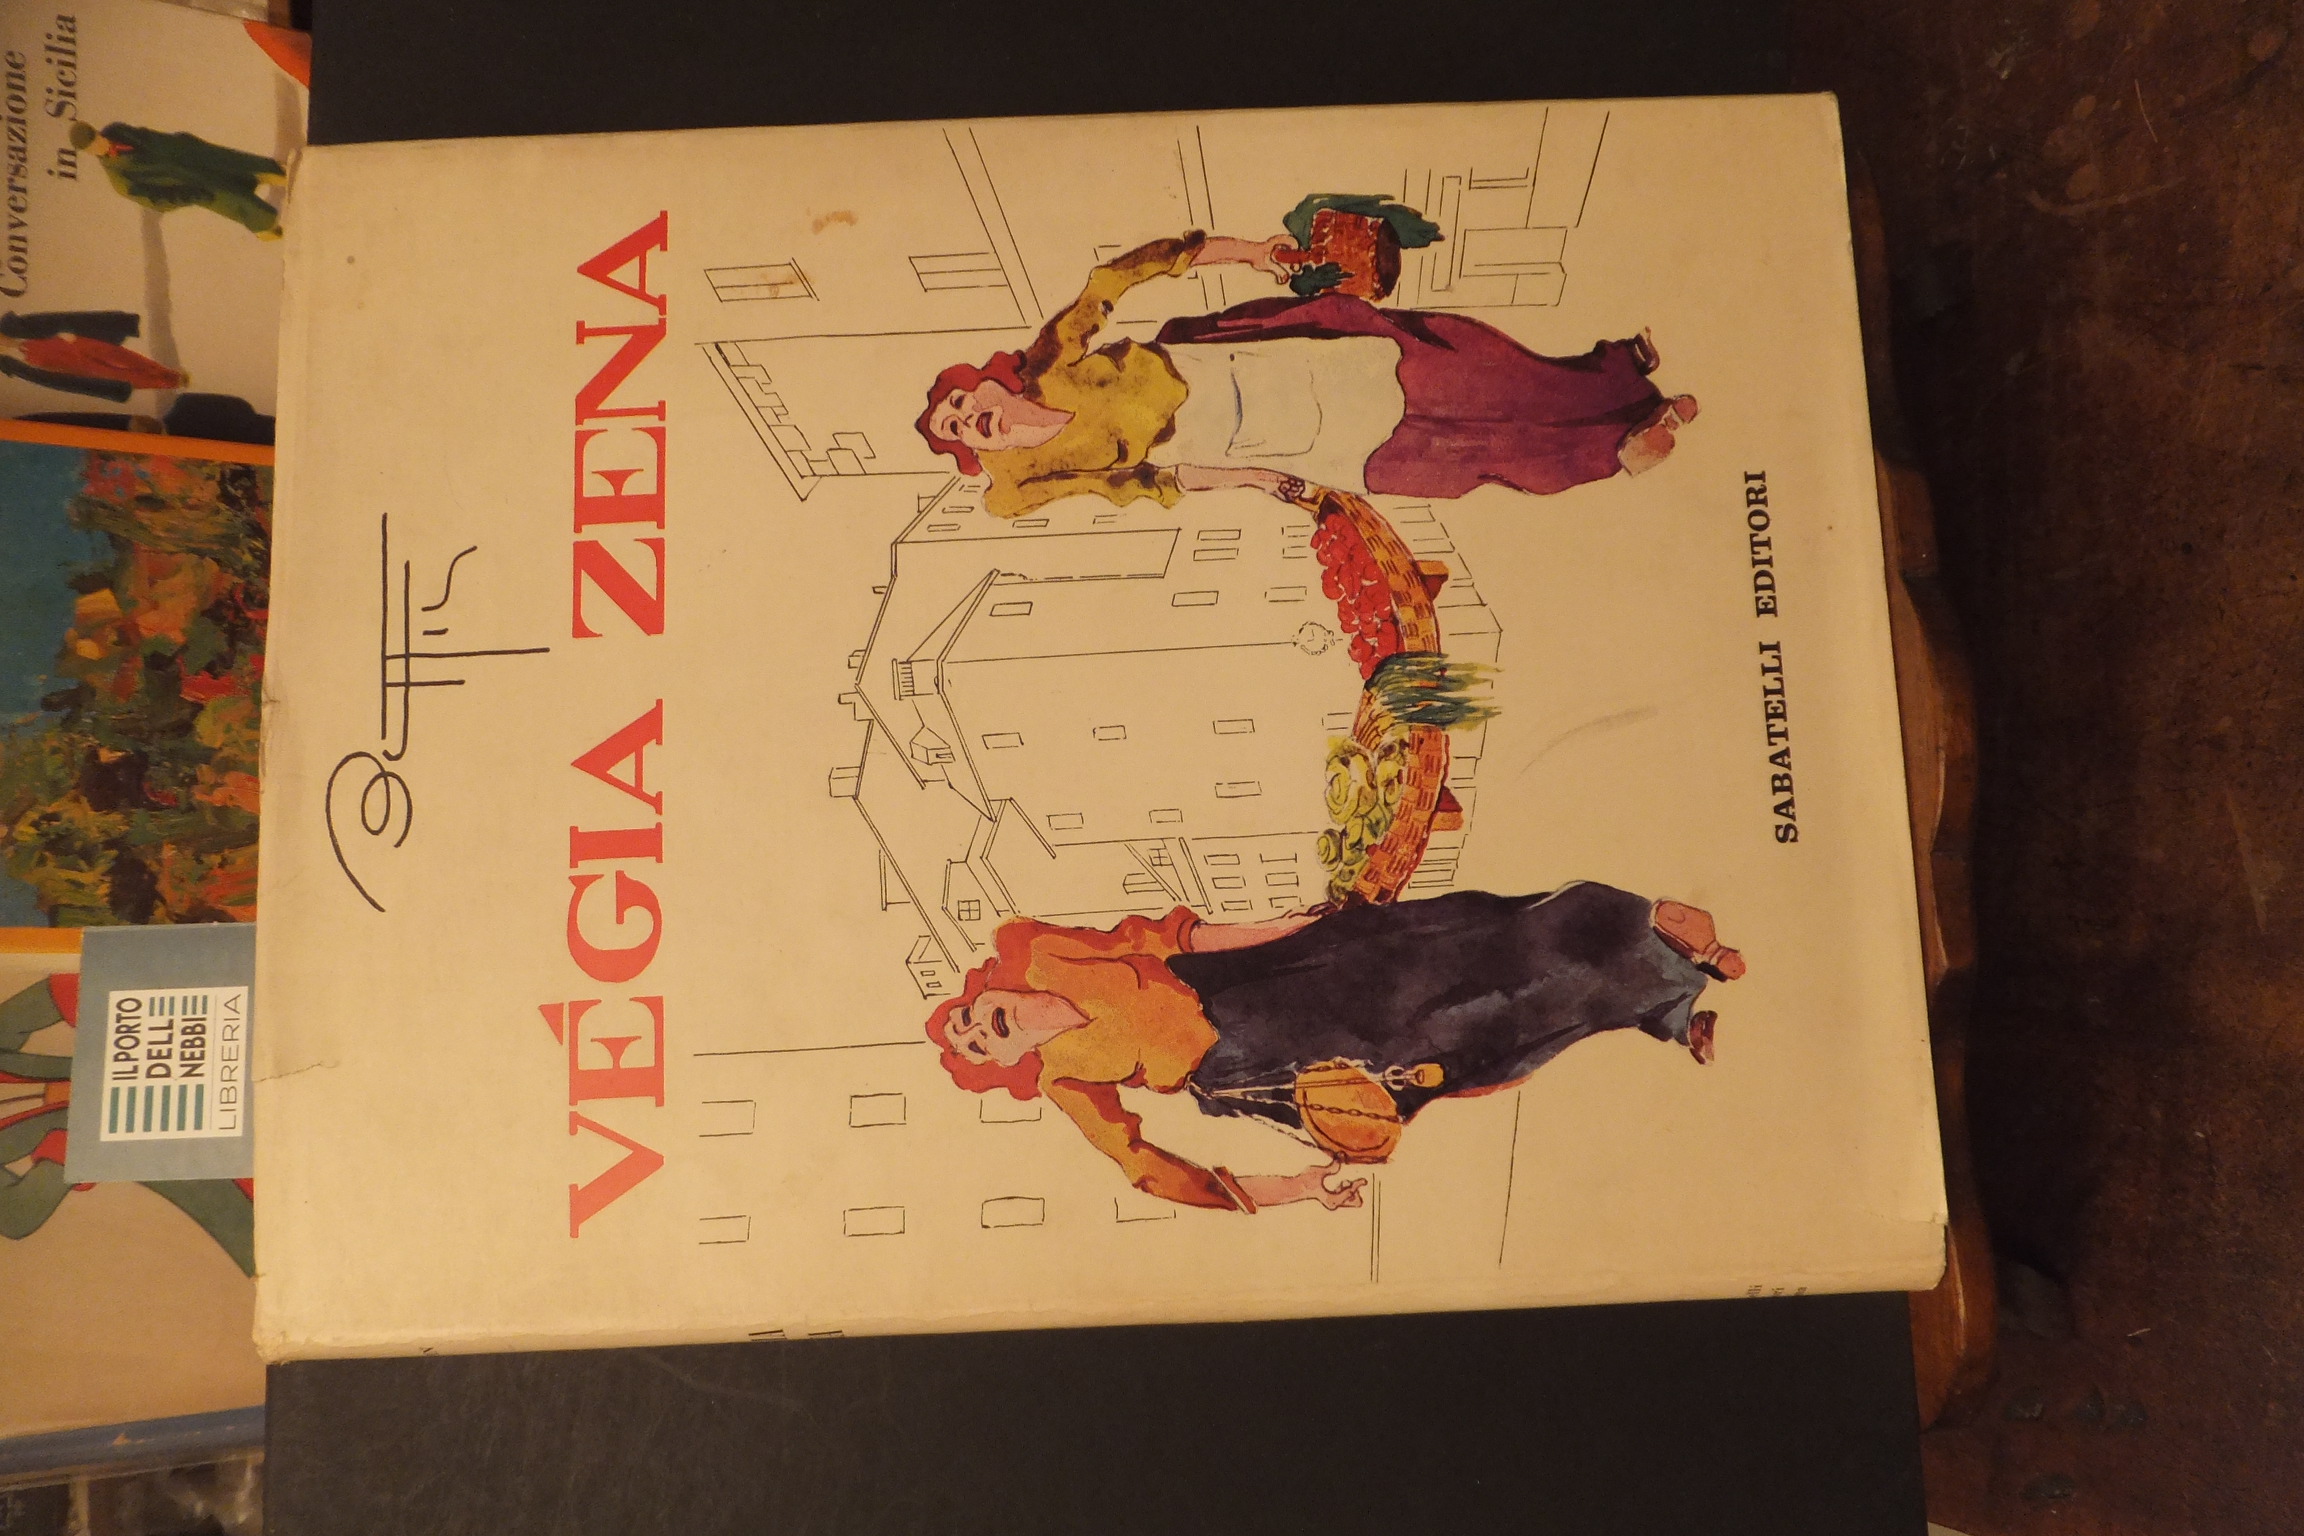 VÉGIA ZENA
SABATELLI EDITORI
Conversazione
in Sicilia
IL PORTO
DELLE
NEBBIE
LIBRERIA